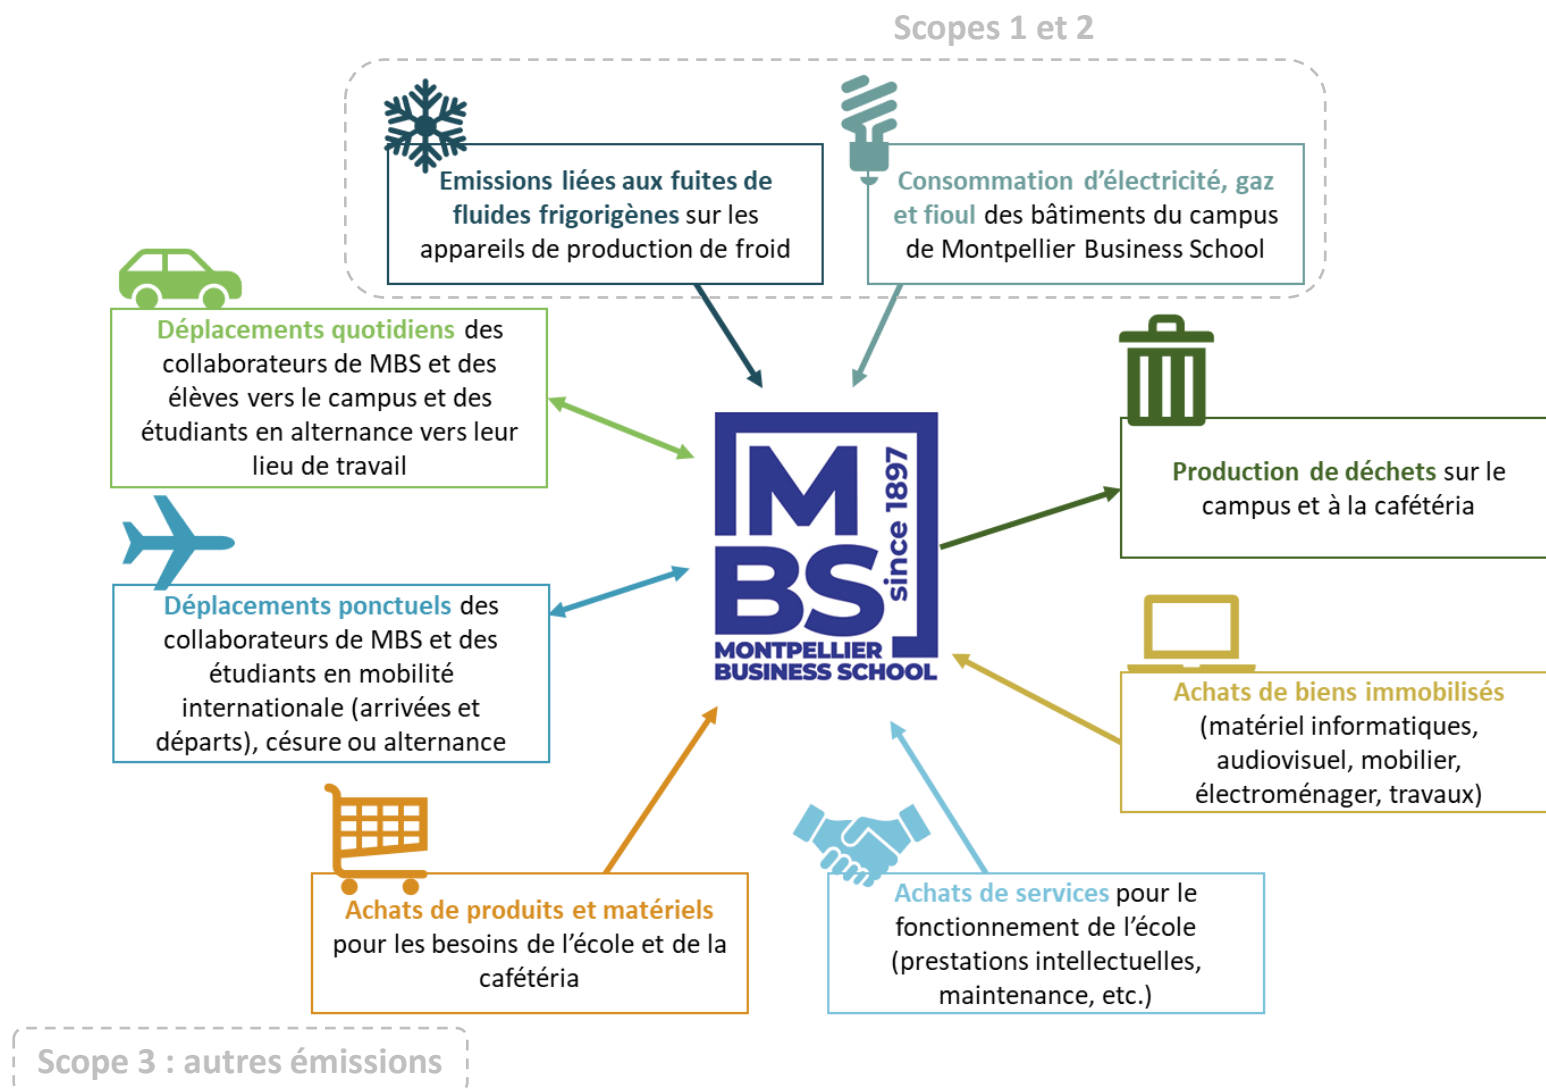 Scopes 1 et 2
Emissions liées aux fuites de
fluides frigorigènes sur les
appareils de production de froid
Consommation d’électricité, gaz
et fioul des bâtiments du campus
de Montpellier Business School
Déplacements quotidiens des
collaborateurs de MBS et des
élèves vers le campus et des
étudiants en alternance vers leur
lieu de travail
Production de déchets sur le
campus et à la cafétéria
M
BS
since 1897
MONTPELLIER
BUSINESS SCHOOL
Déplacements ponctuels des
collaborateurs de MBS et des
étudiants en mobilité
internationale (arrivées et
départs), césure ou alternance
Achats de biens immobilisés
(matériel informatiques,
audiovisuel, mobilier,
électroménager, travaux)
Achats de produits et matériels
pour les besoins de l’école et de la
cafétéria
Achats de services pour le
fonctionnement de l’école
(prestations intellectuelles,
maintenance, etc.)
Scope 3 : autres émissions